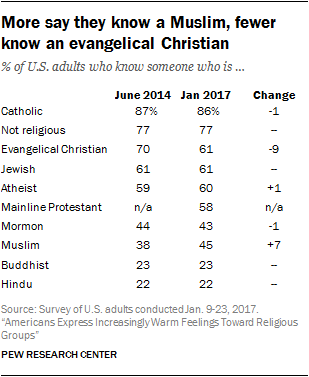 More say they know a Muslim, fewer
know an evangelical Christian
% of U.S. adults who know someone who is ...
June 2014 Jan 2017 Change
Catholic 87% 86% -1
Not religious 77 77 --
Evangelical Christian 70 61 -9
Jewish 61 61 --
Atheist 59 60 +1
Mainline Protestant n/a 58 n/a
Mormon 44 43 -1
Muslim 38 45 +7
Buddhist 23 23 --
Hindu 22 22 --
Source: Survey of U.S. adults conducted Jan. 9-23, 2017.
“Americans Express Increasingly Warm Feelings Toward Religious
Groups”
PEW RESEARCH CENTER